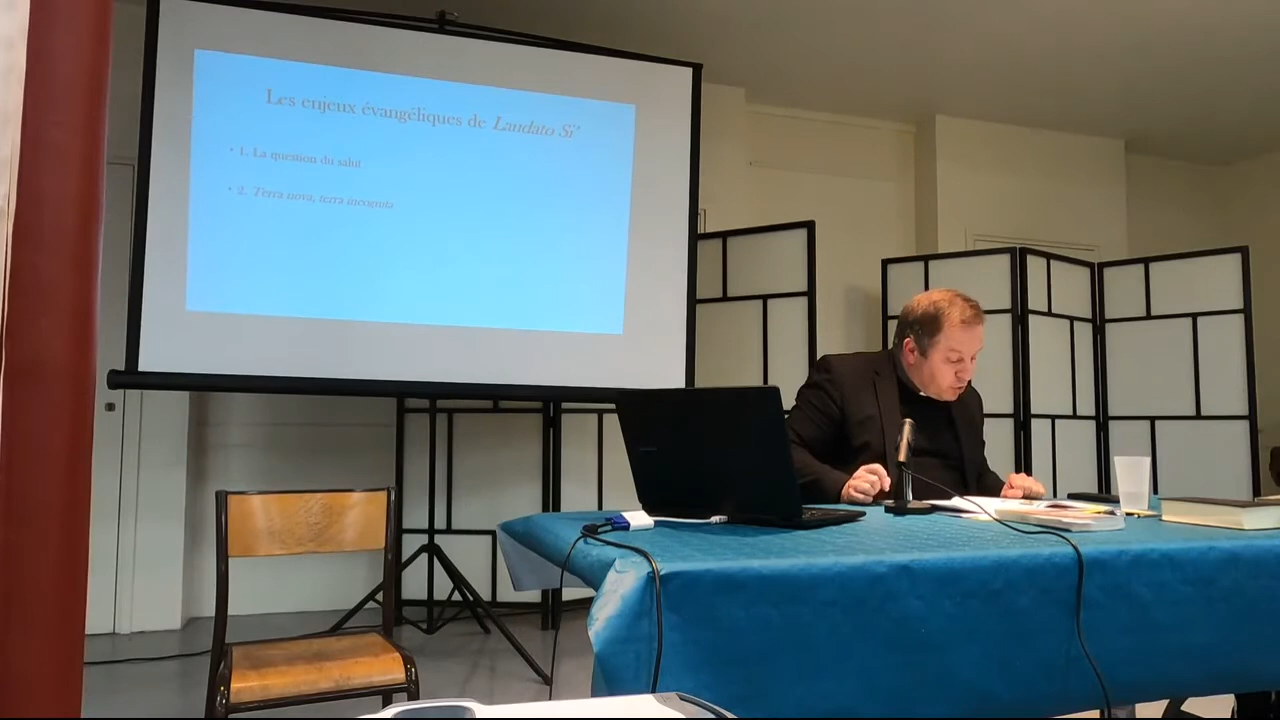 Les enjeux évangéliques de Laudato Si'
• 1. La question du salut
• 2. Terra nova, terra incognita